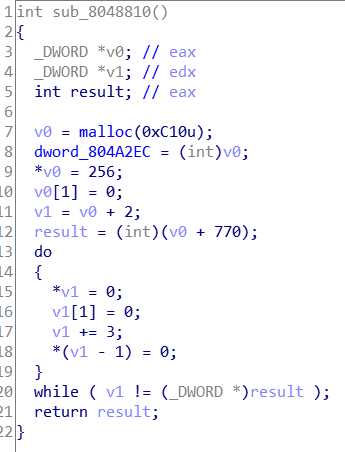 1 int sub_8048810()
2 {
3 _DWORD *v0; // eax
4 _DWORD *v1; // edx
5 int result; // eax
6
7 v0 = malloc(0xC10u);
8 dword_804A2EC = (int)v0;
9 *v0 = 256;
10 v0[1] = 0;
11 v1 = v0 + 2;
12 result = (int)(v0 + 770);
13 do
14 {
15 *v1 = 0;
16 v1[1] = 0;
17 v1 += 3;
18 *(v1 - 1) = 0;
19 }
20 while ( v1 != (_DWORD *)result );
21 return result;
22 }